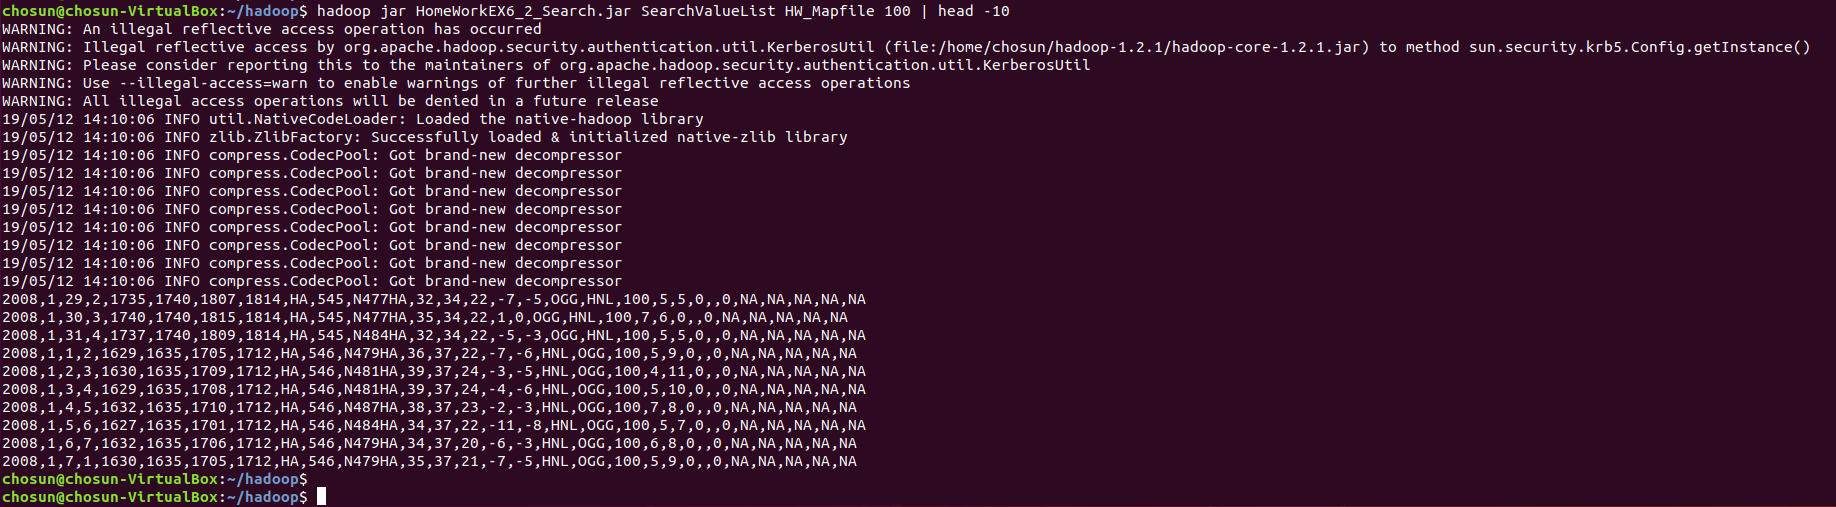 chosun@chosun-VirtualBox:~/hadoop$ hadoop jar HomeWorkEX6_2_Search.jar SearchValueList HW_Mapfile 100 | head -10
WARNING: An illegal reflective access operation has occurred
WARNING: Illegal reflective access by org.apache.hadoop.security.authentication.util.KerberosUtil (file:/home/chosun/hadoop-1.2.1/hadoop-core-1.2.1.jar) to method sun.security.krb5.Config.getInstance()
WARNING: Please consider reporting this to the maintainers of org.apache.hadoop.security.authentication.util.KerberosUtil
WARNING: Use --illegal-access=warn to enable warnings of further illegal reflective access operations
WARNING: All illegal access operations will be denied in a future release
19/05/12 14:10:06 INFO util.NativeCodeLoader: Loaded the native-hadoop library
19/05/12 14:10:06 INFO zlib.ZlibFactory: Successfully loaded & initialized native-zlib library
19/05/12 14:10:06 INFO compress.CodecPool: Got brand-new decompressor
19/05/12 14:10:06 INFO compress.CodecPool: Got brand-new decompressor
19/05/12 14:10:06 INFO compress.CodecPool: Got brand-new decompressor
19/05/12 14:10:06 INFO compress.CodecPool: Got brand-new decompressor
19/05/12 14:10:06 INFO compress.CodecPool: Got brand-new decompressor
19/05/12 14:10:06 INFO compress.CodecPool: Got brand-new decompressor
19/05/12 14:10:06 INFO compress.CodecPool: Got brand-new decompressor
19/05/12 14:10:06 INFO compress.CodecPool: Got brand-new decompressor
2008,1,29,2,1735,1740,1807,1814,HA,545,N477HA,32,34,22,-7,-5,OGG,HNL,100,5,5,0,,0,NA,NA,NA,NA,NA
2008,1,30,3,1740,1740,1815,1814,HA,545,N477HA,35,34,22,1,0,OGG,HNL,100,7,6,0,,0,NA,NA,NA,NA,NA
2008,1,31,4,1737,1740,1809,1814,HA,545,N484HA,32,34,22,-5,-3,OGG,HNL,100,5,5,0,,0,NA,NA,NA,NA,NA
2008,1,1,2,1629,1635,1705,1712,HA,546,N479HA,36,37,22,-7,-6,HNL,OGG,100,5,9,0,,0,NA,NA,NA,NA,NA
2008,1,2,3,1630,1635,1709,1712,HA,546,N481HA,39,37,24,-3,-5,HNL,OGG,100,4,11,0,,0,NA,NA,NA,NA,NA
2008,1,3,4,1629,1635,1708,1712,HA,546,N481HA,39,37,24,-4,-6,HNL,OGG,100,5,10,0,,0,NA,NA,NA,NA,NA
2008,1,4,5,1632,1635,1710,1712,HA,546,N487HA,38,37,23,-2,-3,HNL,OGG,100,7,8,0,,0,NA,NA,NA,NA,NA
2008,1,5,6,1627,1635,1701,1712,HA,546,N484HA,34,37,22,-11,-8,HNL,OGG,100,5,7,0,,0,NA,NA,NA,NA,NA
2008,1,6,7,1632,1635,1706,1712,HA,546,N479HA,34,37,20,-6,-3,HNL,OGG,100,6,8,0,,0,NA,NA,NA,NA,NA
2008,1,7,1,1630,1635,1705,1712,HA,546,N479HA,35,37,21,-7,-5,HNL,OGG,100,5,9,0,,0,NA,NA,NA,NA,NA
chosun@chosun-VirtualBox:~/hadoop$
chosun@chosun-VirtualBox:~/hadoop$